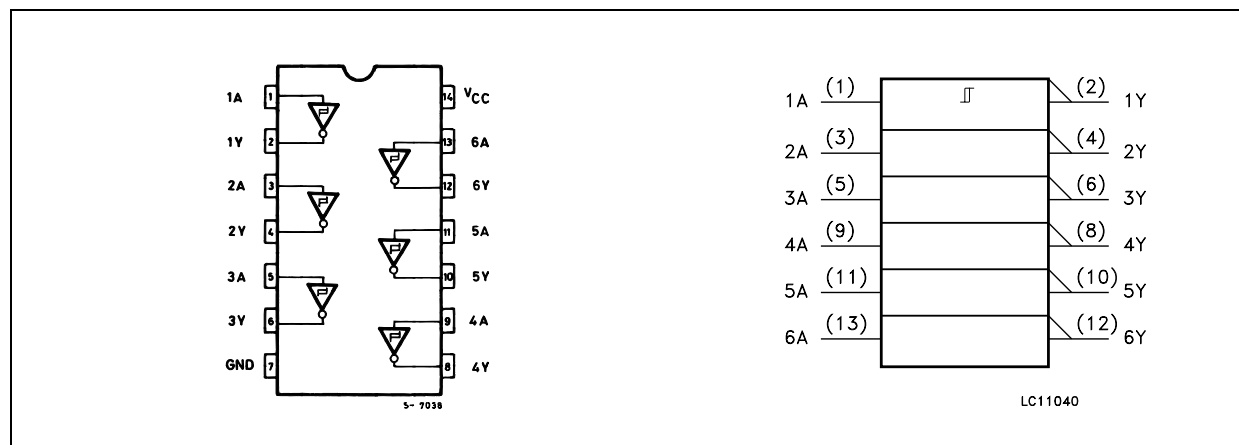 1A 1 14 VCC
1Y 2 13 6A
2A 3 12 6Y
2Y 4 11 5A
3A 5 10 5Y
3Y 6 9 4A
GND 7 8 4Y
S- 7038
1A (1) (2) 1Y
2A (3) (4) 2Y
3A (5) (6) 3Y
4A (9) (8) 4Y
5A (11) (10) 5Y
6A (13) (12) 6Y
LC11040